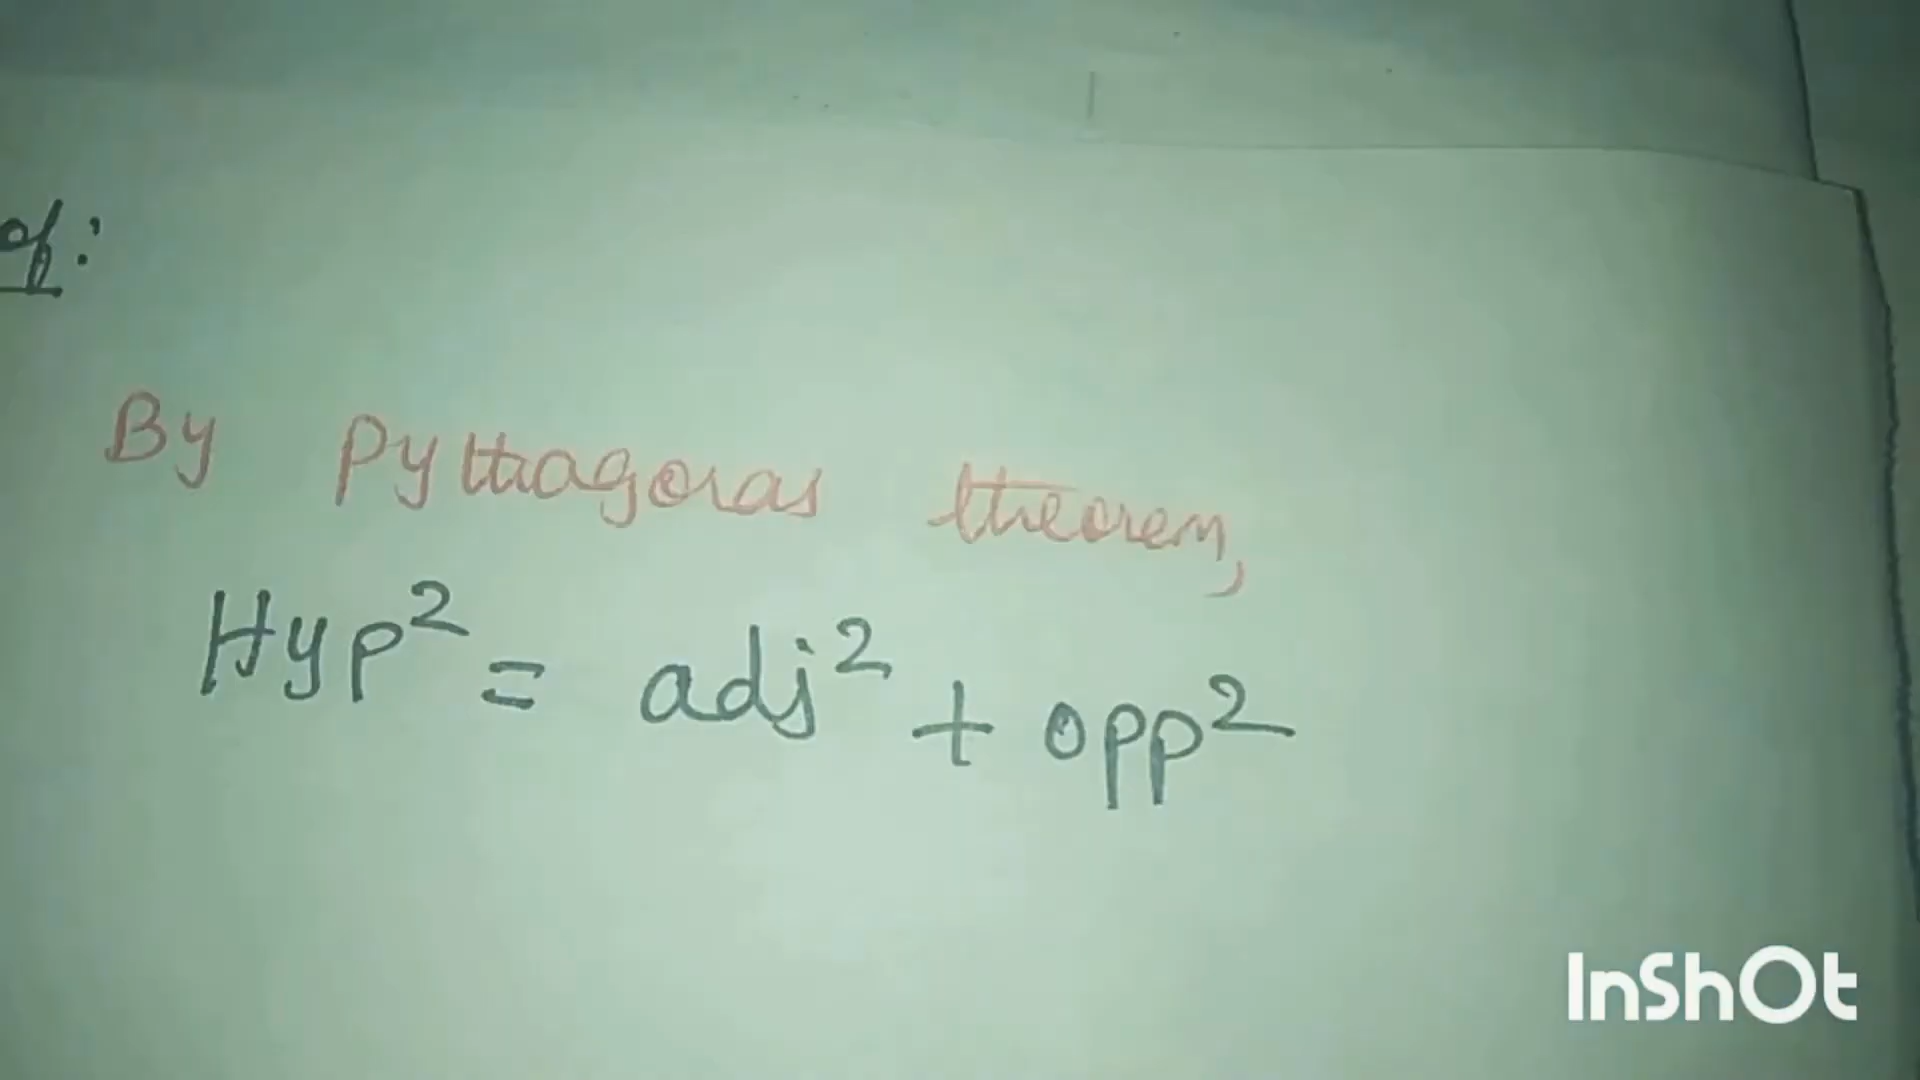 of:
By Pythagoras theorem,
Hyp² = adj² + opp²
InShOt